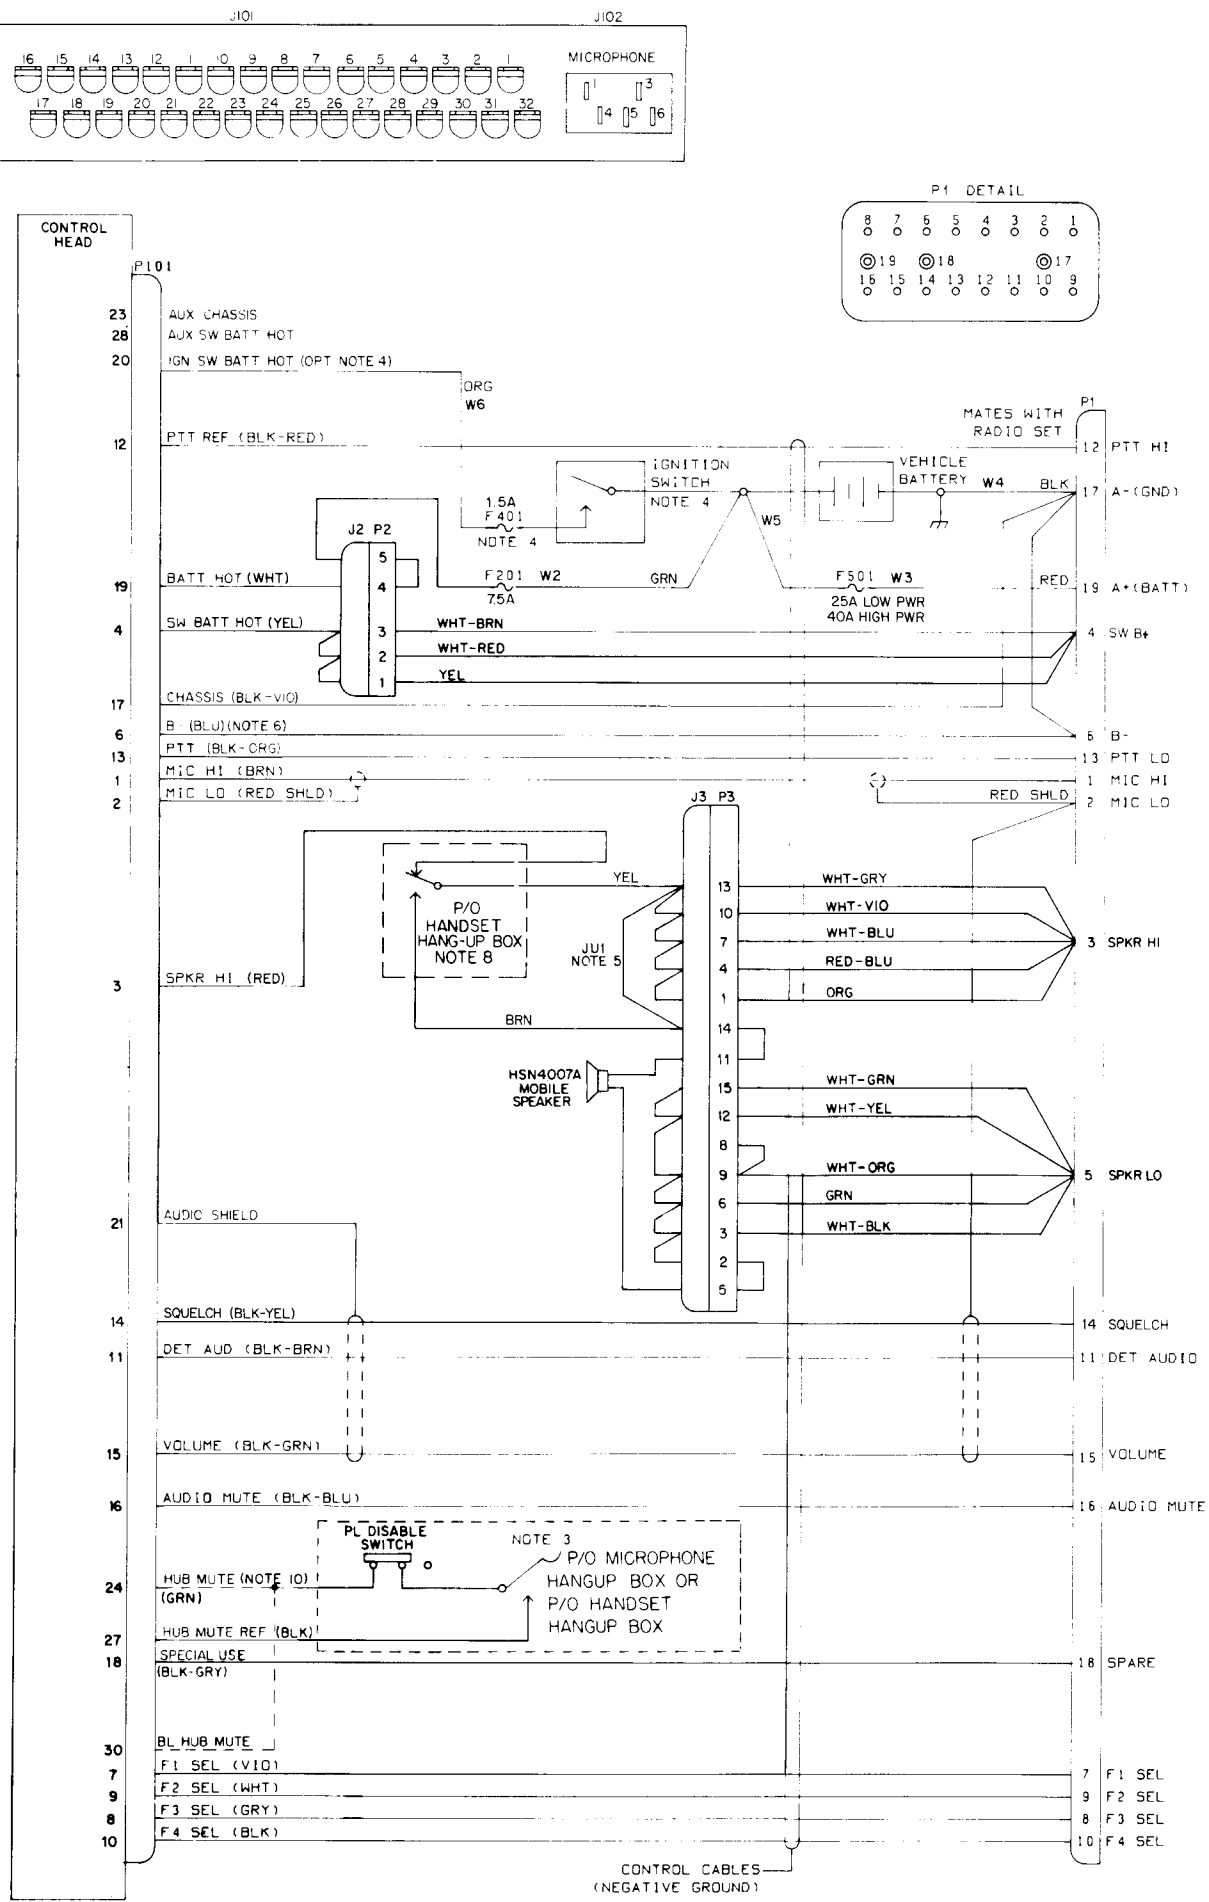 J101 J102
16 15 14 13 12 11 10 9 8 7 6 5 4 3 2 1
MICROPHONE
1 3
4 5 6
17 18 19 20 21 22 23 24 25 26 27 28 29 30 31 32
P1 DETAIL
8 7 6 5 4 3 2 1
19 18 17
16 15 14 13 12 11 10 9
CONTROL
HEAD
P101
23 AUX CHASSIS
28 AUX SW BATT HOT
20 IGN SW BATT HOT (OPT NOTE 4)
ORG
W6
MATES WITH
RADIO SET
P1
12 PTT REF (BLK-RED)
12 PTT HI
IGNITION
SWITCH
NOTE 4
VEHICLE
BATTERY
W4 BLK
17 A-(GND)
1.5A
F401
NOTE 4
W5
J2 P2
5
19 BATT HOT (WHT)
4
F201 W2
7.5A
GRN
F501 W3
25A LOW PWR
40A HIGH PWR
RED
19 A+(BATT)
4 SW BATT HOT (YEL)
3 WHT-BRN
4 SW B+
2 WHT-RED
1 YEL
17 CHASSIS (BLK-VIO)
6 B- (BLU)(NOTE 6)
6 B-
13 PTT (BLK-ORG)
13 PTT LO
1 MIC HI (BRN)
1 MIC HI
2 MIC LO (RED SHLD)
RED SHLD
2 MIC LO
J3 P3
YEL
13 WHT-GRY
P/O
HANDSET
HANG-UP BOX
NOTE 8
10 WHT-VIO
JU1
NOTE 5
7 WHT-BLU
3 SPKR HI
4 RED-BLU
3 SPKR HI (RED)
1 ORG
BRN
14
11
HSN4007A
MOBILE
SPEAKER
15 WHT-GRN
12 WHT-YEL
8
9 WHT-ORG
5 SPKR LO
6 GRN
21 AUDIO SHIELD
3 WHT-BLK
2
5
14 SQUELCH (BLK-YEL)
14 SQUELCH
11 DET AUD (BLK-BRN)
11 DET AUDIO
15 VOLUME (BLK-GRN)
15 VOLUME
16 AUDIO MUTE (BLK-BLU)
16 AUDIO MUTE
PL DISABLE
SWITCH
NOTE 3
P/O MICROPHONE
HANGUP BOX OR
P/O HANDSET
HANGUP BOX
24 HUB MUTE (NOTE 10)
(GRN)
27 HUB MUTE REF (BLK)
18 SPECIAL USE
(BLK-GRY)
18 SPARE
30 BL HUB MUTE
7 F1 SEL (VIO)
7 F1 SEL
9 F2 SEL (WHT)
9 F2 SEL
8 F3 SEL (GRY)
8 F3 SEL
10 F4 SEL (BLK)
10 F4 SEL
CONTROL CABLES
(NEGATIVE GROUND)